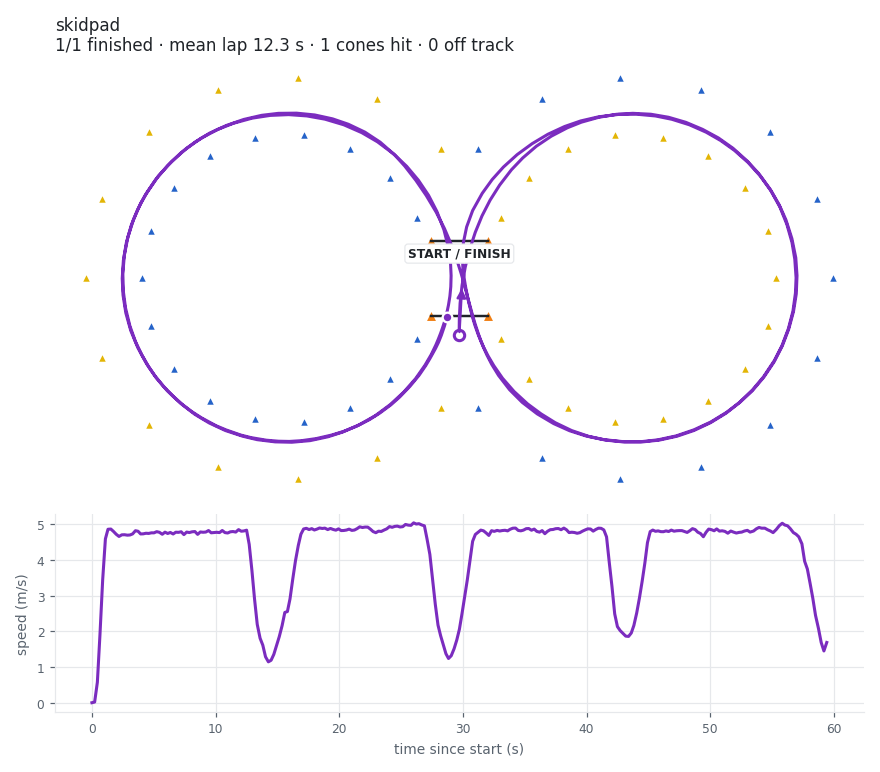 skidpad
1/1 finished · mean lap 12.3 s · 1 cones hit · 0 off track
START / FINISH
5
4
3
2
1
0
speed (m/s)
0 10 20 30 40 50 60
time since start (s)